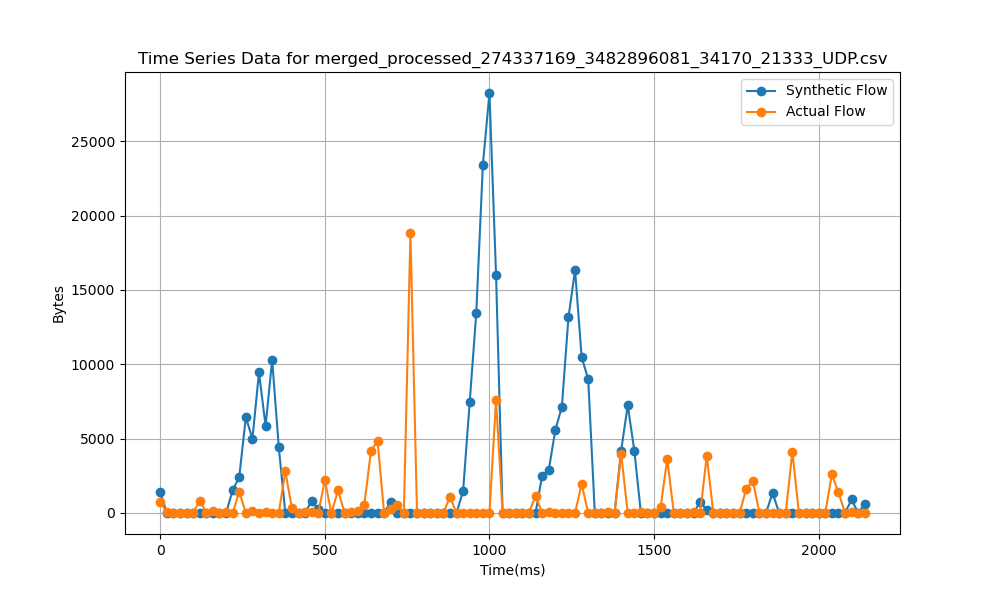 Time Series Data for merged_processed_274337169_3482896081_34170_21333_UDP.csv
Synthetic Flow
Actual Flow
25000
20000
15000
10000
5000
0
Bytes
0 500 1000 1500 2000
Time(ms)